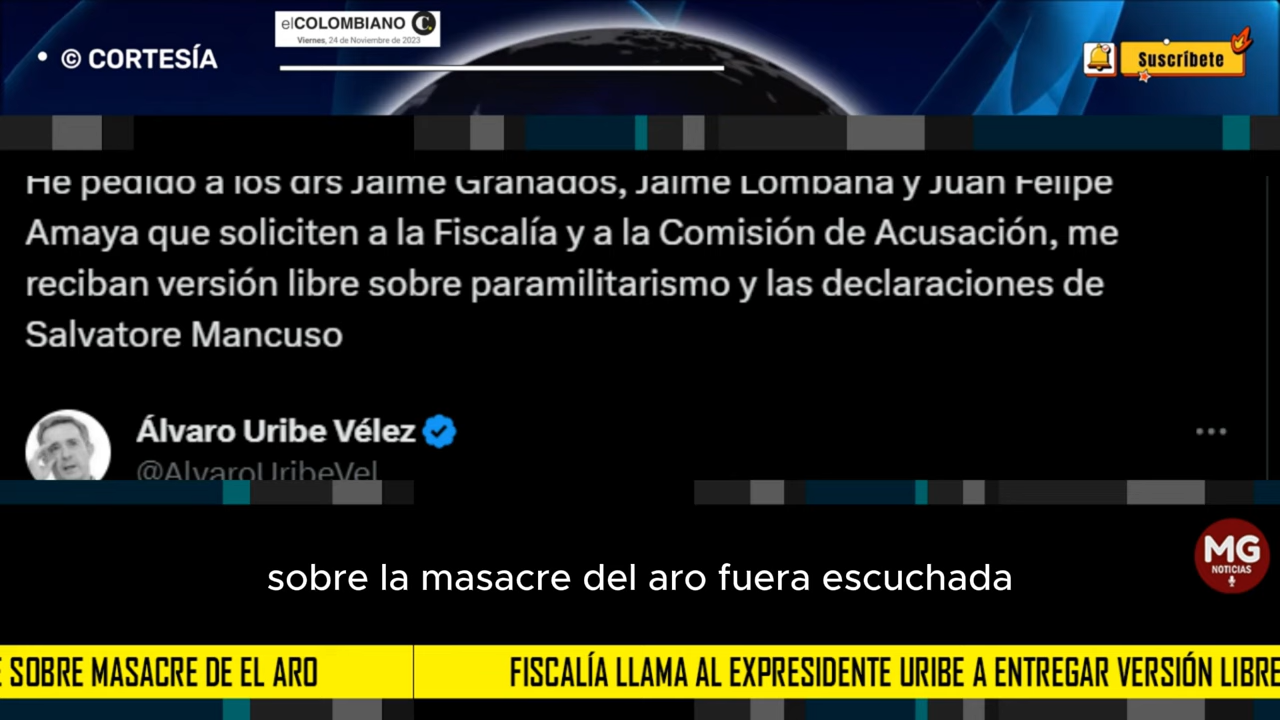 elCOLOMBIANO C
Viernes, 24 de Noviembre de 2023
• © CORTESÍA
Suscríbete
He pedido a los drs Jaime Granados, Jaime Lombana y Juan Felipe
Amaya que soliciten a la Fiscalía y a la Comisión de Acusación, me
reciban versión libre sobre paramilitarismo y las declaraciones de
Salvatore Mancuso
Álvaro Uribe Vélez
@AlvaroUribeVel
MG
NOTICIAS
sobre la masacre del aro fuera escuchada
E SOBRE MASACRE DE EL ARO
FISCALÍA LLAMA AL EXPRESIDENTE URIBE A ENTREGAR VERSIÓN LIBRE